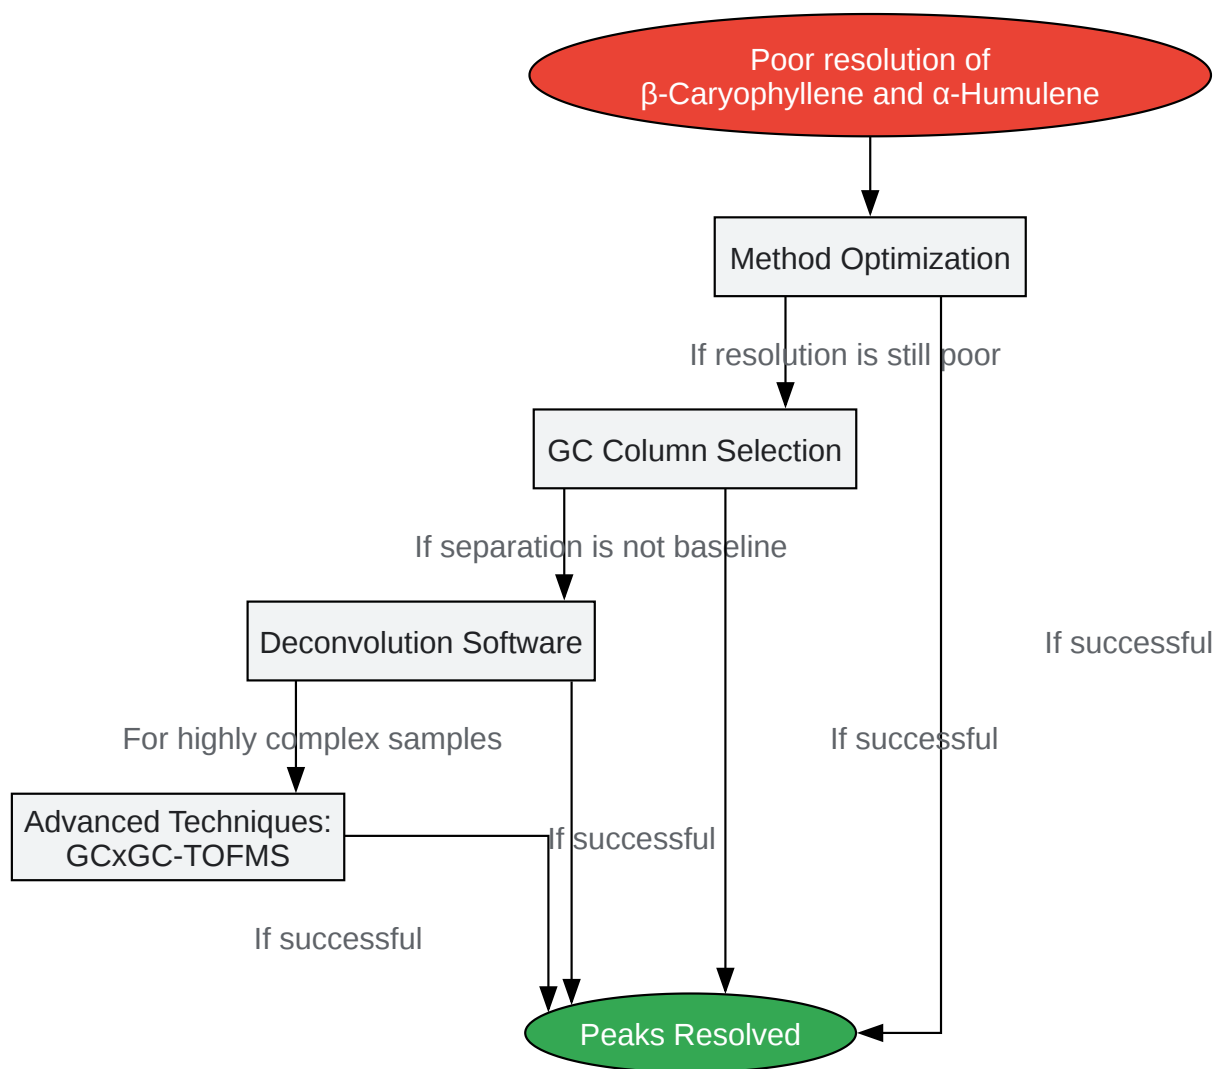 Poor resolution of
β-Caryophyllene and α-Humulene
Method Optimization
If resolution is still poor
GC Column Selection
If separation is not baseline
Deconvolution Software
If successful
For highly complex samples
If successful
Advanced Techniques:
GCxGC-TOFMS
If successful
If successful
Peaks Resolved